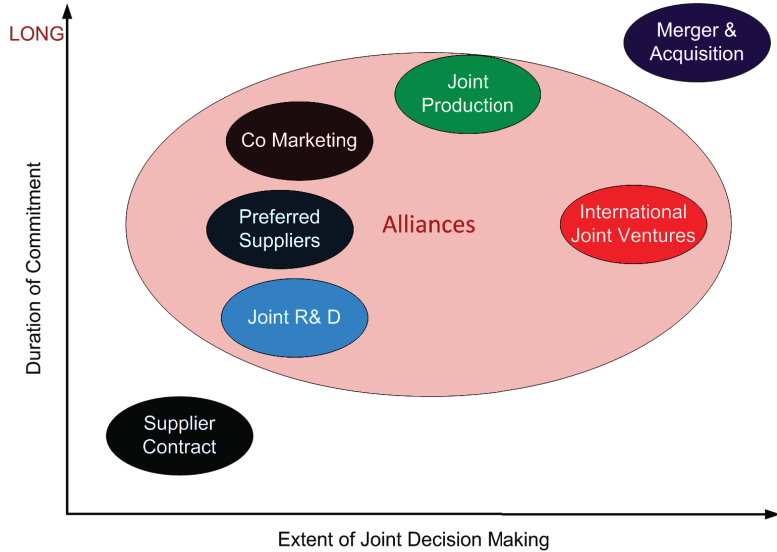 LONG
Merger &
Acquisition
Joint
Production
Co Marketing
Preferred
Suppliers
Alliances
International
Joint Ventures
Joint R& D
Supplier
Contract
Duration of Commitment
Extent of Joint Decision Making